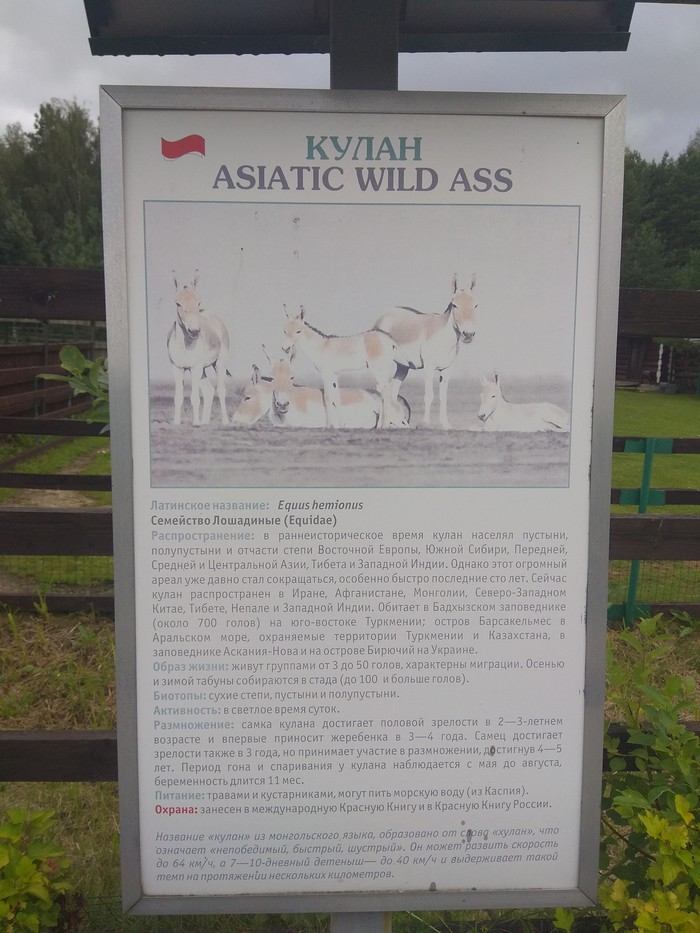 КУЛАН
ASIATIC WILD ASS
Латинское название: Equus hemionus
Семейство Лошадиные (Equidae)
Распространение: в раннеисторическое время кулан населял пустыни,
полупустыни и отчасти степи Восточной Европы, Южной Сибири, Передней,
Средней и Центральной Азии, Тибета и Западной Индии. Однако этот огромный
ареал уже давно стал сокращаться, особенно быстро последние сто лет. Сейчас
кулан распространен в Иране, Афганистане, Монголии, Северо-Западном
Китае, Тибете, Непале и Западной Индии. Обитает в Бадхызском заповеднике
(около 700 голов) на юго-востоке Туркмении; остров Барсакельмес в
Аральском море, охраняемые территории Туркмении и Казахстана, в
заповеднике Аскания-Нова и на острове Бирючий на Украине.
Образ жизни: живут группами от 3 до 50 голов, характерны миграции. Осенью
и зимой табуны собираются в стада (до 100 и больше голов).
Биотопы: сухие степи, пустыни и полупустыни.
Активность: в светлое время суток.
Размножение: самка кулана достигает половой зрелости в 2—3-летнем
возрасте и впервые приносит жеребенка в 3—4 года. Самец достигает
зрелости также в 3 года, но принимает участие в размножении, достигнув 4—5
лет. Период гона и спаривания у кулана наблюдается с мая до августа,
беременность длится 11 мес.
Питание: травами и кустарниками, могут пить морскую воду (из Каспия).
Охрана: занесен в международную Красную Книгу и в Красную Книгу России.
Название «кулан» из монгольского языка, образовано от слова «хулан», что
означает «непобедимый, быстрый, шустрый». Он может развить скорость
до 64 км/ч, а 7—10-дневный детеныш— до 40 км/ч и выдерживает такой
темп на протяжении нескольких километров.